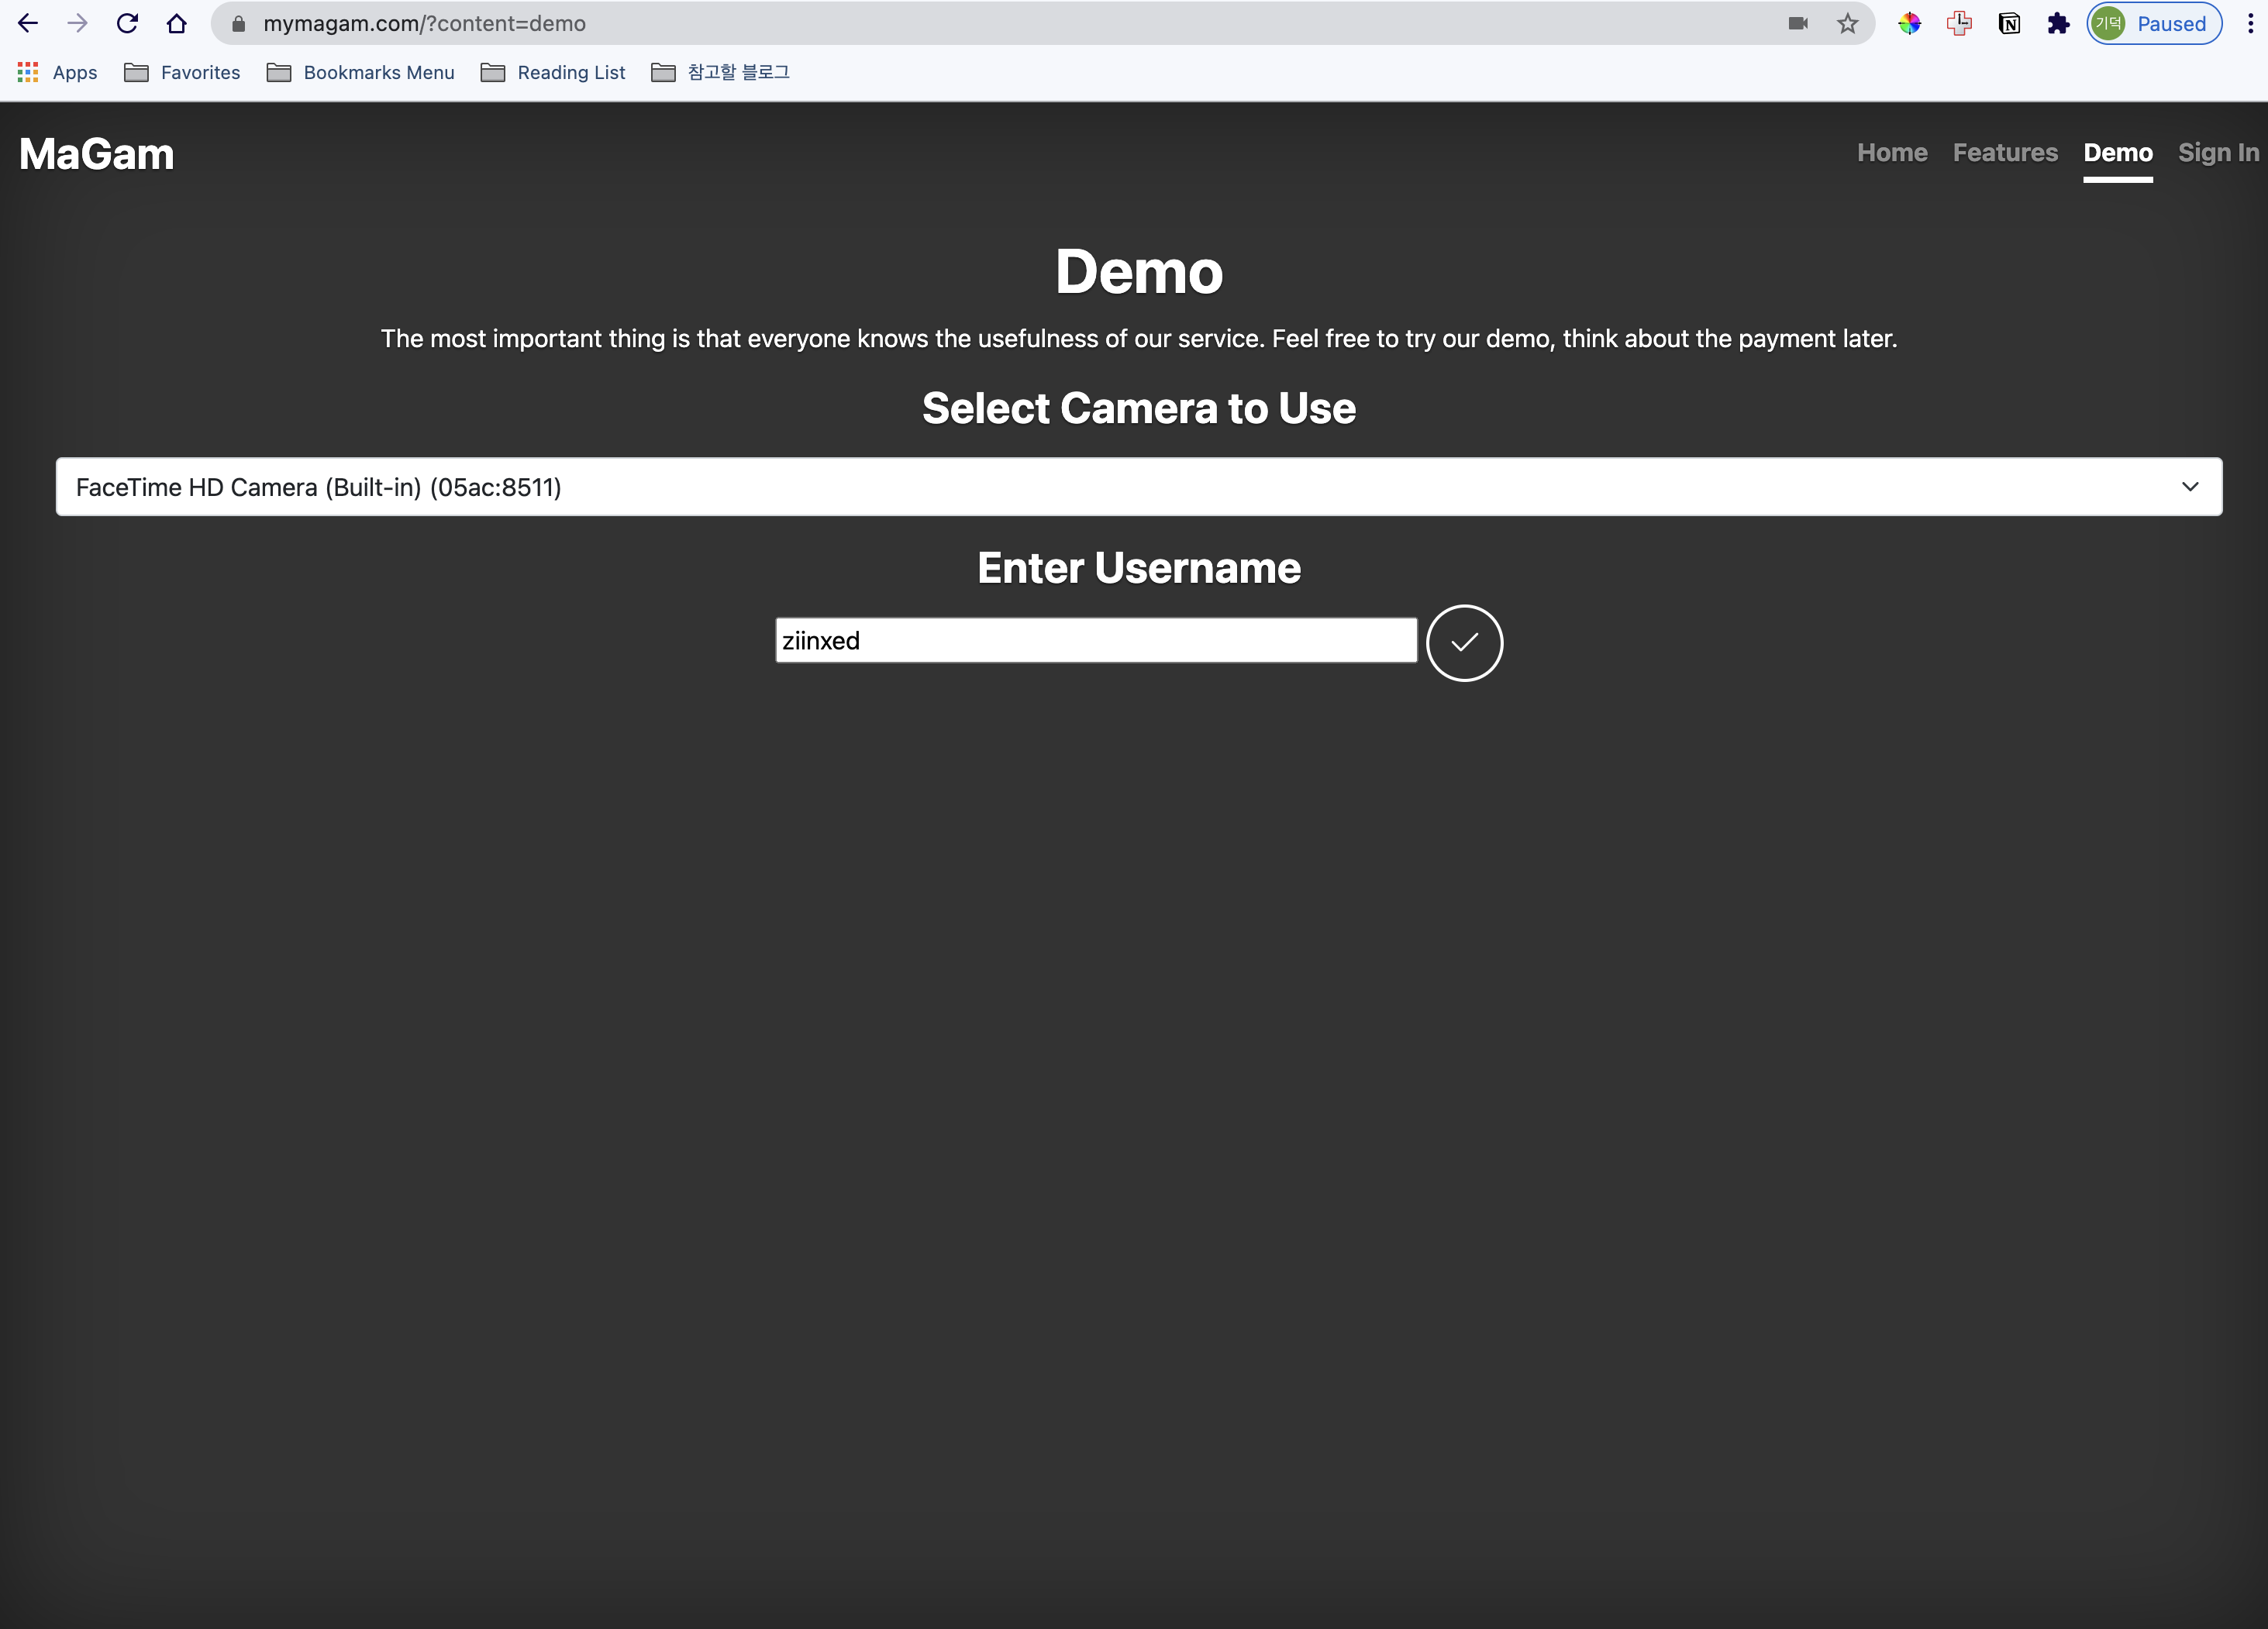 mymagam.com/?content=demo
기덕 Paused
Apps Favorites Bookmarks Menu Reading List 참고할 블로그
MaGam Home Features Demo Sign In
Demo
The most important thing is that everyone knows the usefulness of our service. Feel free to try our demo, think about the payment later.
Select Camera to Use
FaceTime HD Camera (Built-in) (05ac:8511)
Enter Username
ziinxed